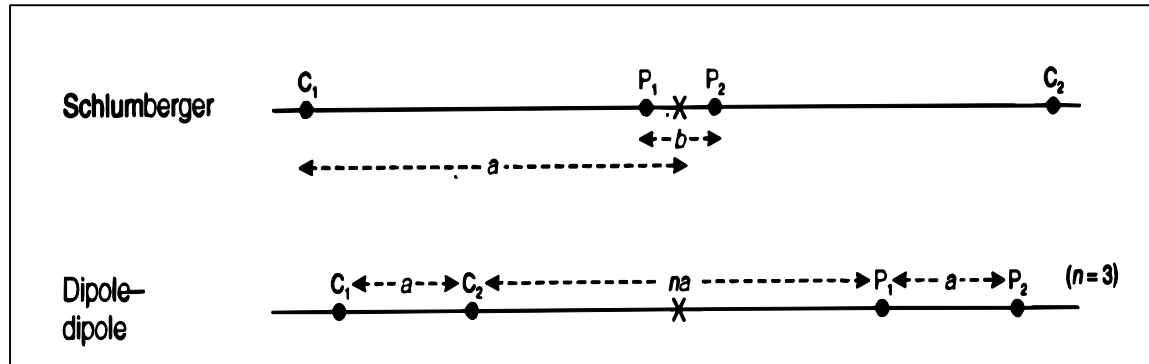 Schlumberger C₁ P₁ P₂ C₂
b
a
Dipole–dipole C₁ a C₂ na P₁ a P₂ (n = 3)